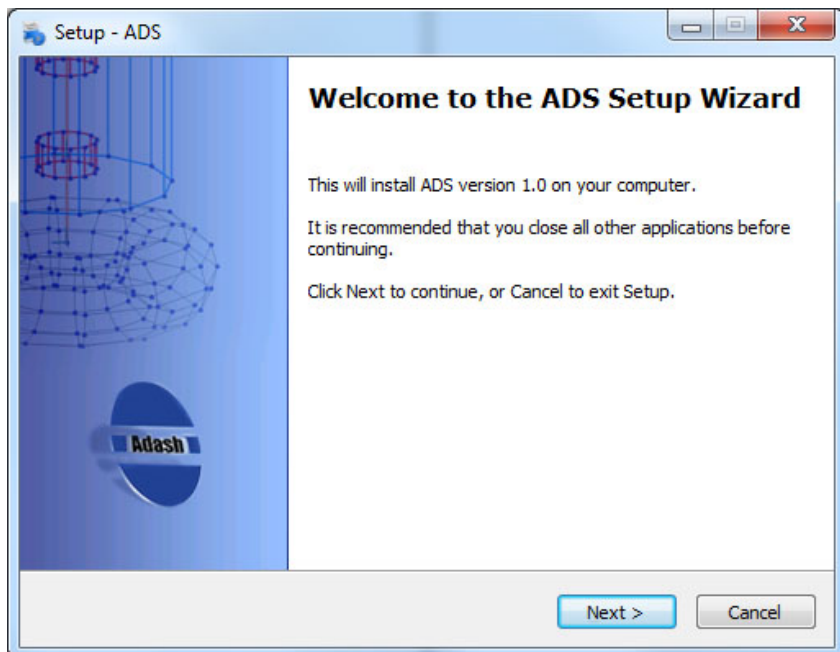 Setup - ADS
Welcome to the ADS Setup Wizard
This will install ADS version 1.0 on your computer.
It is recommended that you close all other applications before
continuing.
Click Next to continue, or Cancel to exit Setup.
Adash
Next >
Cancel